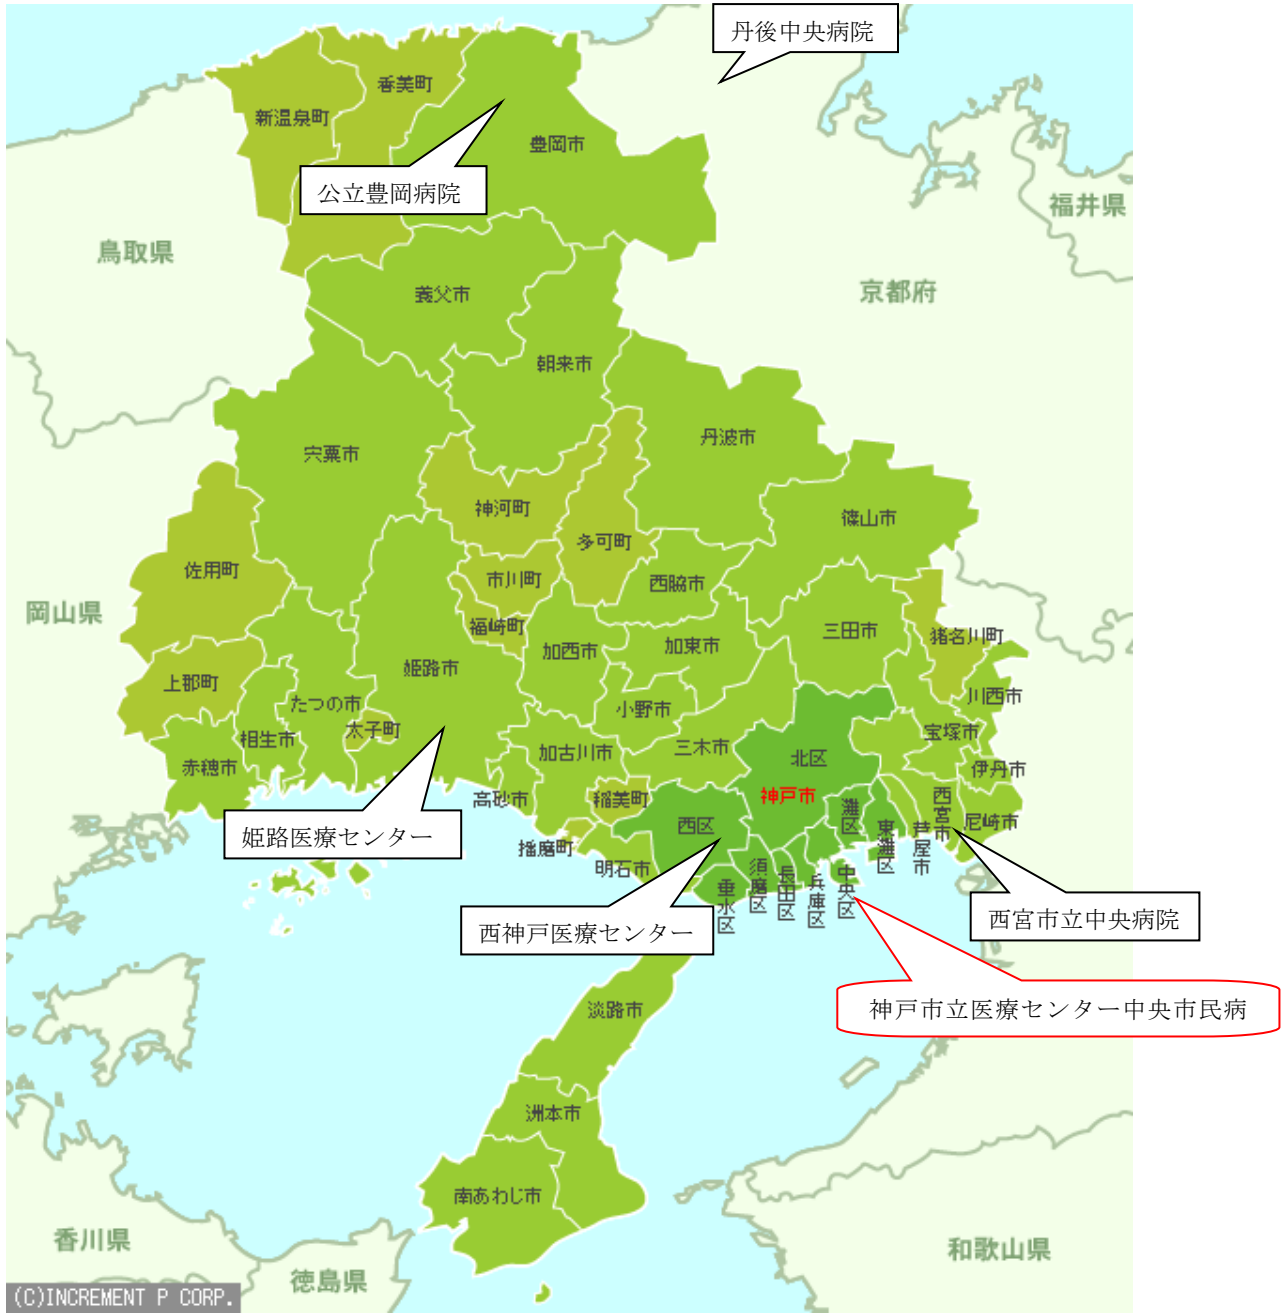 丹後中央病院
香美町
新温泉町
豊岡市
公立豊岡病院
福井県
鳥取県
京都府
養父市
朝来市
丹波市
宍粟市
神河町
篠山市
多可町
佐用町
市川町
西脇市
岡山県
福崎町
三田市
猪名川町
加西市
加東市
姫路市
上郡町
たつの市
川西市
小野市
太子町
相生市
加古川市
三木市
宝塚市
赤穂市
北区
伊丹市
神戸市
高砂市
稲美町
西区
灘区
東灘区
芦屋市
西宮市
尼崎市
姫路医療センター
播磨町
明石市
垂水区
須磨区
長田区
兵庫区
中央区
西神戸医療センター
西宮市立中央病院
神戸市立医療センター中央市民病
淡路市
洲本市
南あわじ市
香川県
徳島県
和歌山県
(C)INCREMENT P CORP.